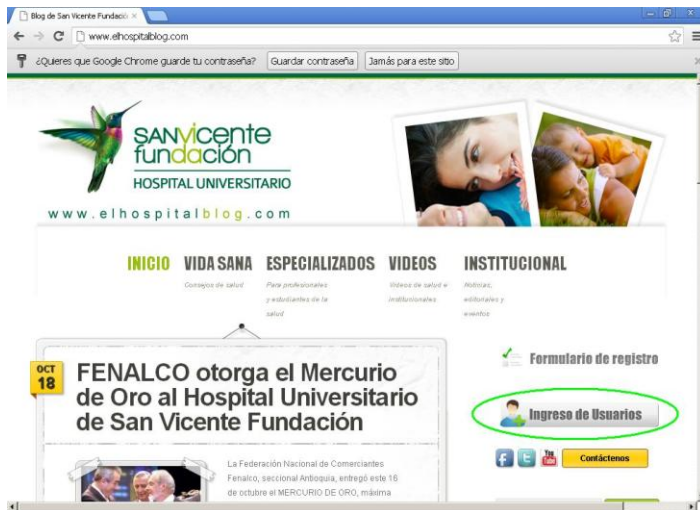 Blog de San Vicente Fundació
www.elhospitalblog.com
¿Quieres que Google Chrome guarde tu contraseña? Guardar contraseña Jamás para este sitio
SANVICENTE
fundación
HOSPITAL UNIVERSITARIO
www.elhospitalblog.com
INICIO VIDA SANA ESPECIALIZADOS VIDEOS INSTITUCIONAL
Consejos de salud Para profesionales Videos de salud e Noticias,
y estudiantes de la institucionales editoriales y
salud eventos
Formulario de registro
OCT
18
FENALCO otorga el Mercurio
de Oro al Hospital Universitario
de San Vicente Fundación
Ingreso de Usuarios
You
Tube
Contáctenos
La Federación Nacional de Comerciantes
Fenalco, seccional Antioquia, entregó este 16
de octubre el MERCURIO DE ORO, máxima